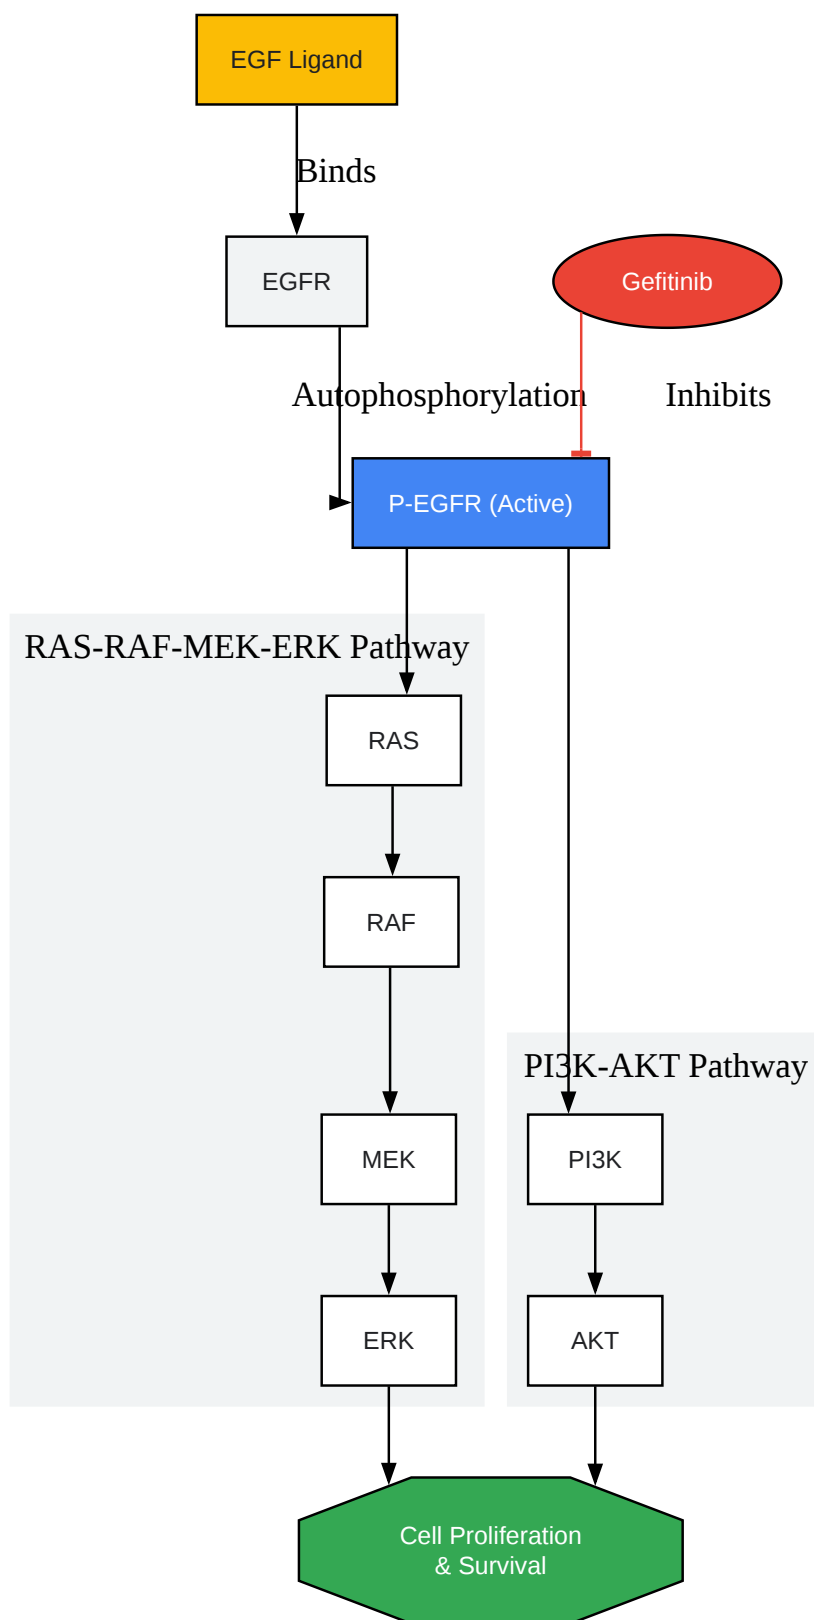 EGF Ligand
Binds
EGFR
Gefitinib
Autophosphorylation
Inhibits
P-EGFR (Active)
RAS-RAF-MEK-ERK Pathway
RAS
RAF
PI3K-AKT Pathway
MEK
PI3K
ERK
AKT
Cell Proliferation
& Survival